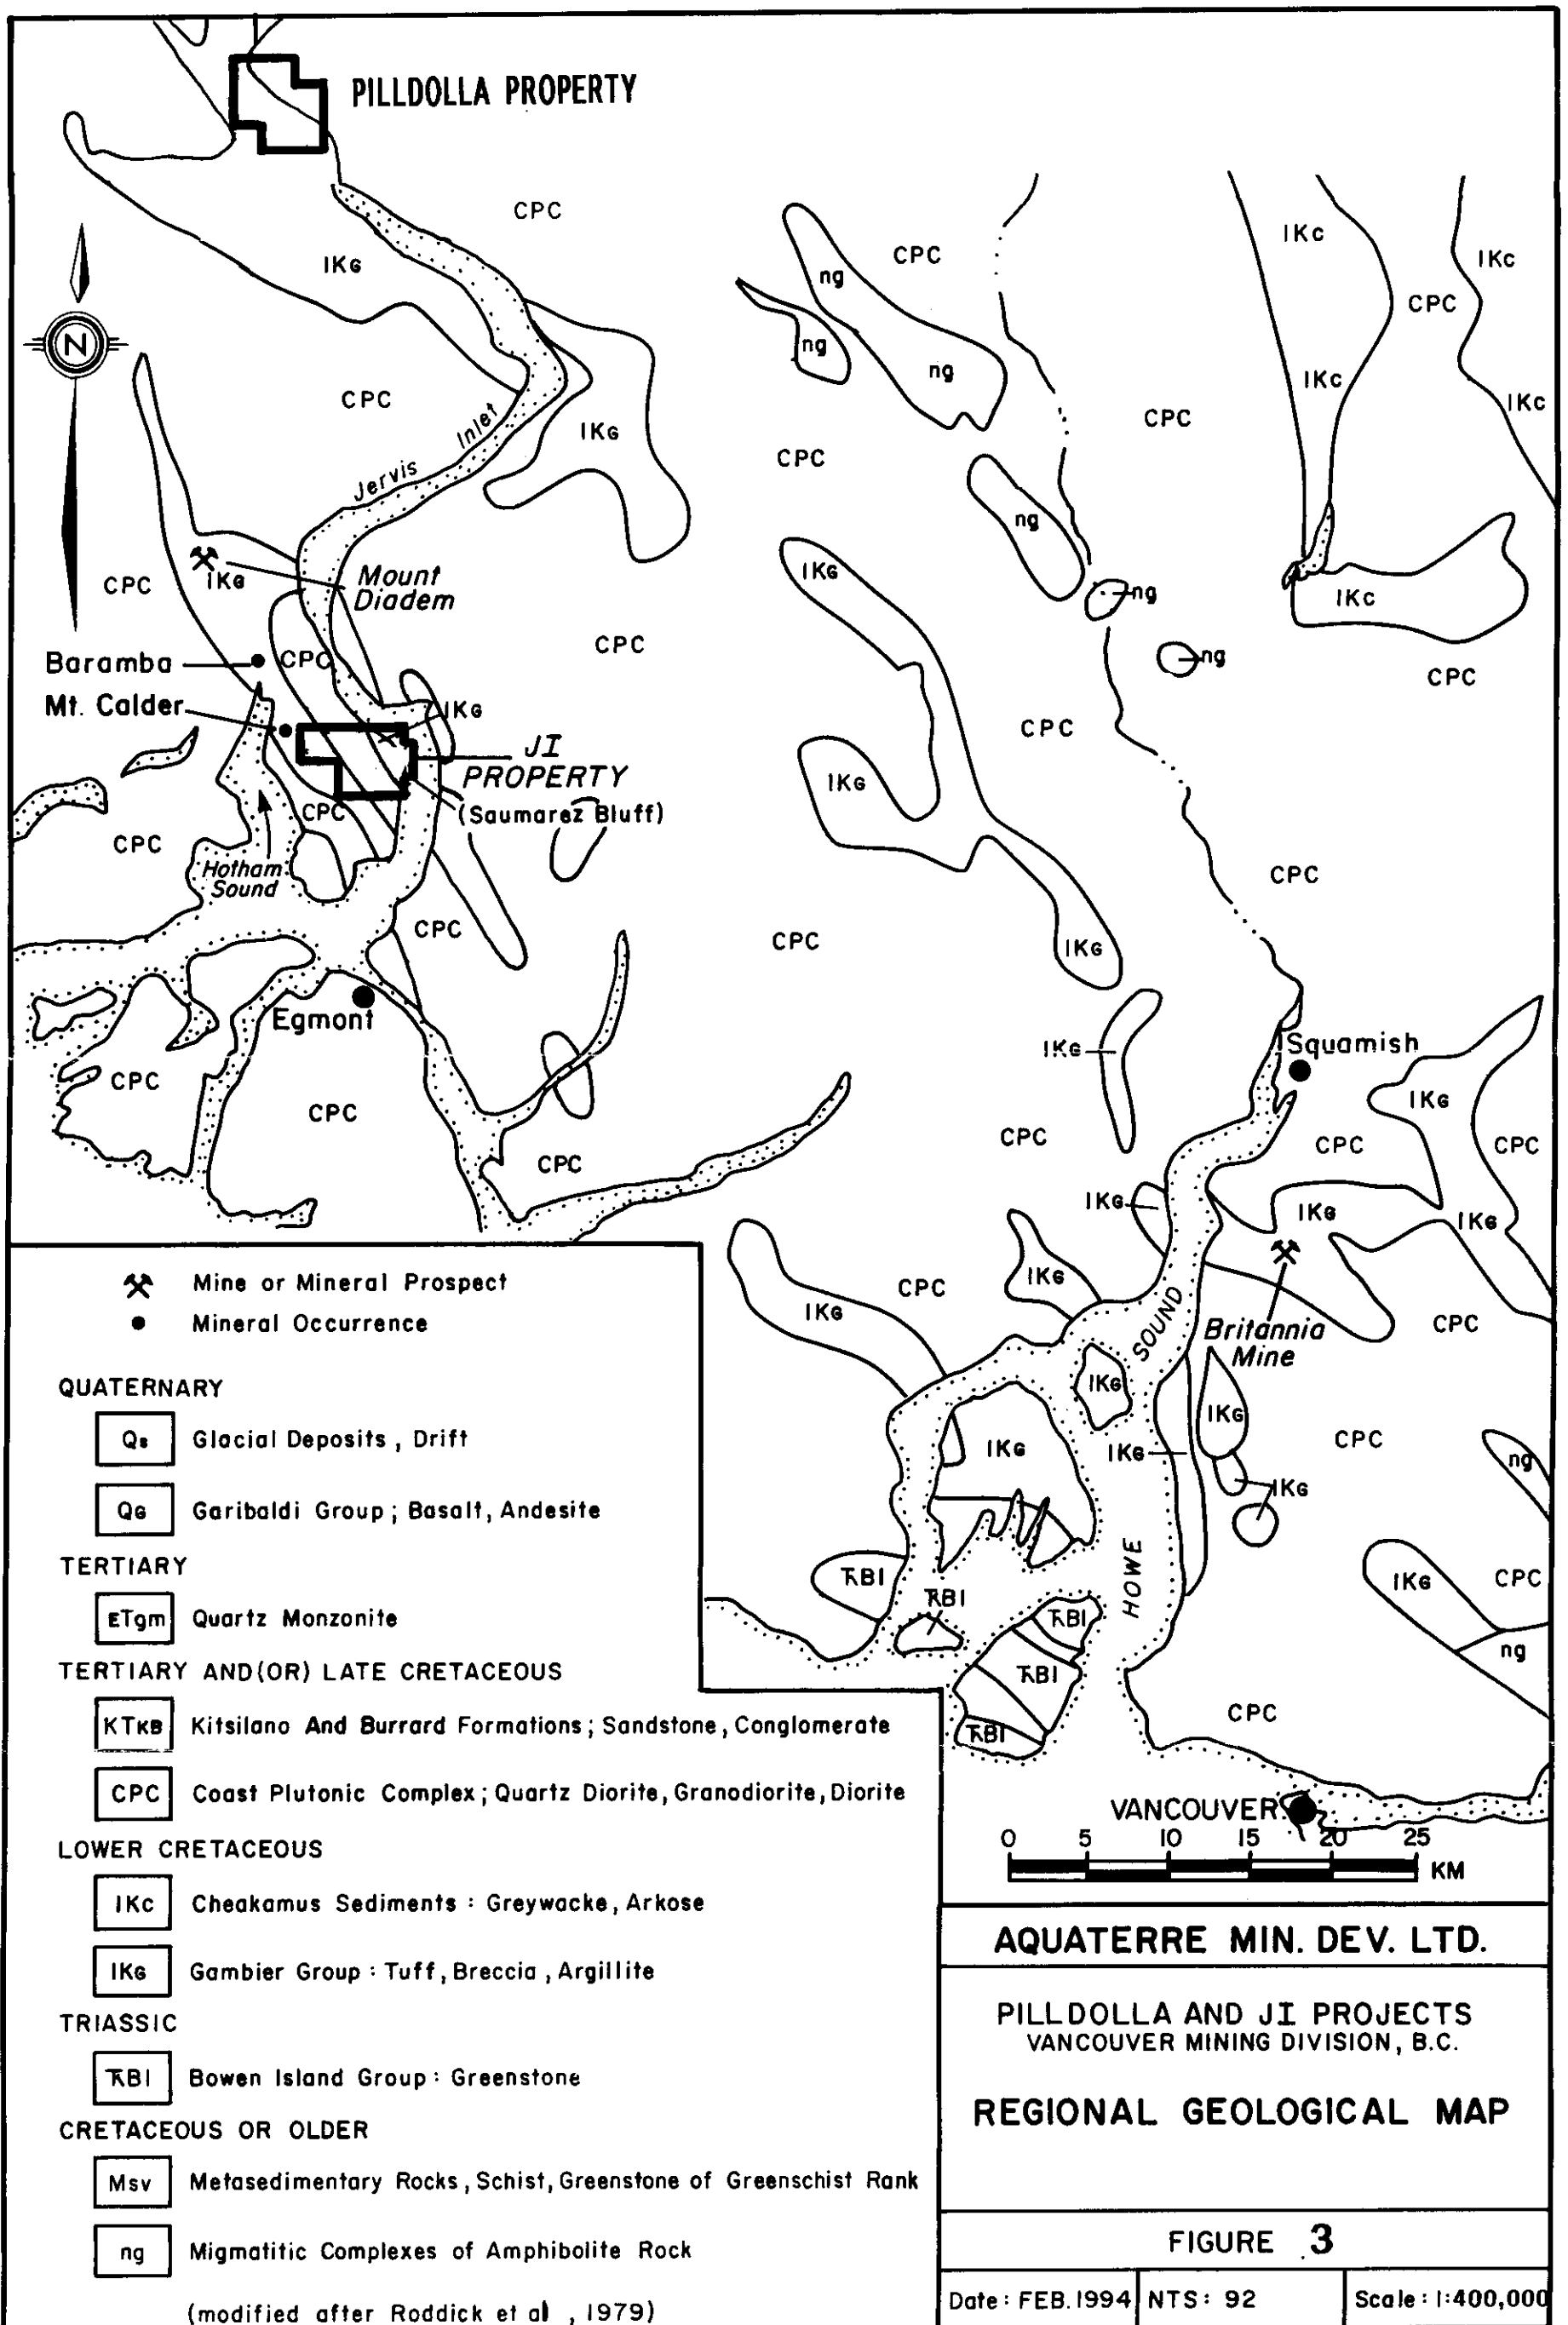 PILLDOLLA PROPERTY
CPC
IKG
CPC
ng
ng
ng
IKc
IKc
CPC
IKc
IKc
N
CPC
Jervis Inlet
IKG
CPC
CPC
ng
CPC
IKG
Mount
Diadem
IKG
ng
IKc
Baramba
CPC
CPC
ng
CPC
Mt. Calder
IKG
CPC
JI
PROPERTY
(Saumarez Bluff)
IKG
CPC
CPC
Hotham
Sound
CPC
CPC
IKG
CPC
Egmont
IKG
Squamish
CPC
CPC
CPC
CPC
IKG
CPC
CPC
IKG
IKG
IKG
IKG
CPC
IKG
SOUND
Britannia
Mine
CPC
IKG
IKG
IKG
IKG
CPC
ng
IKG
HOWE
ꞆBI
ꞆBI
ꞆBI
ꞆBI
ꞆBI
IKG
CPC
ng
CPC
VANCOUVER
0 5 10 15 20 25
KM
Mine or Mineral Prospect
Mineral Occurrence
QUATERNARY
Qs Glacial Deposits, Drift
QG Garibaldi Group; Basalt, Andesite
TERTIARY
ETgm Quartz Monzonite
TERTIARY AND(OR) LATE CRETACEOUS
KTKB Kitsilano And Burrard Formations; Sandstone, Conglomerate
CPC Coast Plutonic Complex; Quartz Diorite, Granodiorite, Diorite
LOWER CRETACEOUS
IKc Cheakamus Sediments : Greywacke, Arkose
IKG Gambier Group : Tuff, Breccia, Argillite
TRIASSIC
ꞆBI Bowen Island Group : Greenstone
CRETACEOUS OR OLDER
Msv Metasedimentary Rocks, Schist, Greenstone of Greenschist Rank
ng Migmatitic Complexes of Amphibolite Rock
(modified after Roddick et al , 1979)
AQUATERRE MIN. DEV. LTD.
PILLDOLLA AND JI PROJECTS
VANCOUVER MINING DIVISION, B.C.
REGIONAL GEOLOGICAL MAP
FIGURE 3
Date : FEB. 1994
NTS : 92
Scale : 1:400,000